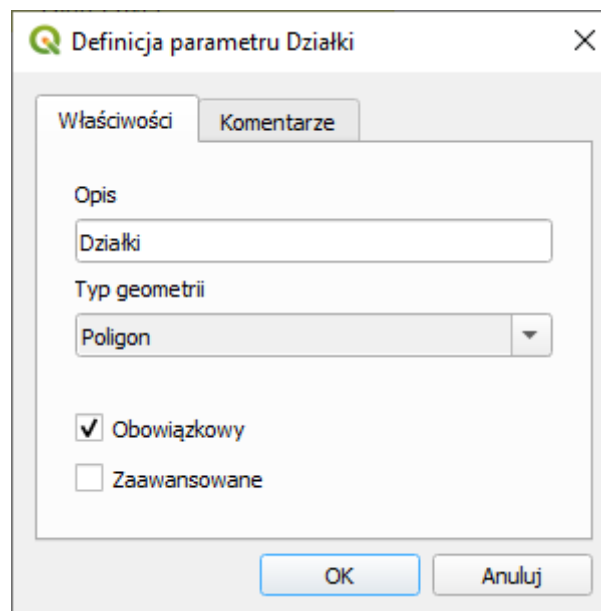 Definicja parametru Działki
Właściwości Komentarze
Opis
Działki
Typ geometrii
Poligon
Obowiązkowy
Zaawansowane
OK Anuluj